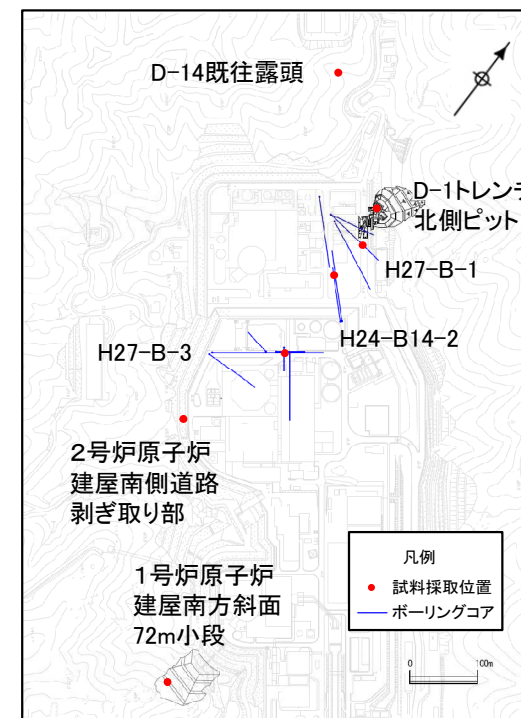 D-14既往露頭
D-1トレンチ
北側ピット
H27-B-1
H24-B14-2
H27-B-3
2号炉原子炉
建屋南側道路
剥ぎ取り部
1号炉原子炉
建屋南方斜面
72m小段
凡例
試料採取位置
ボーリングコア
0 100m